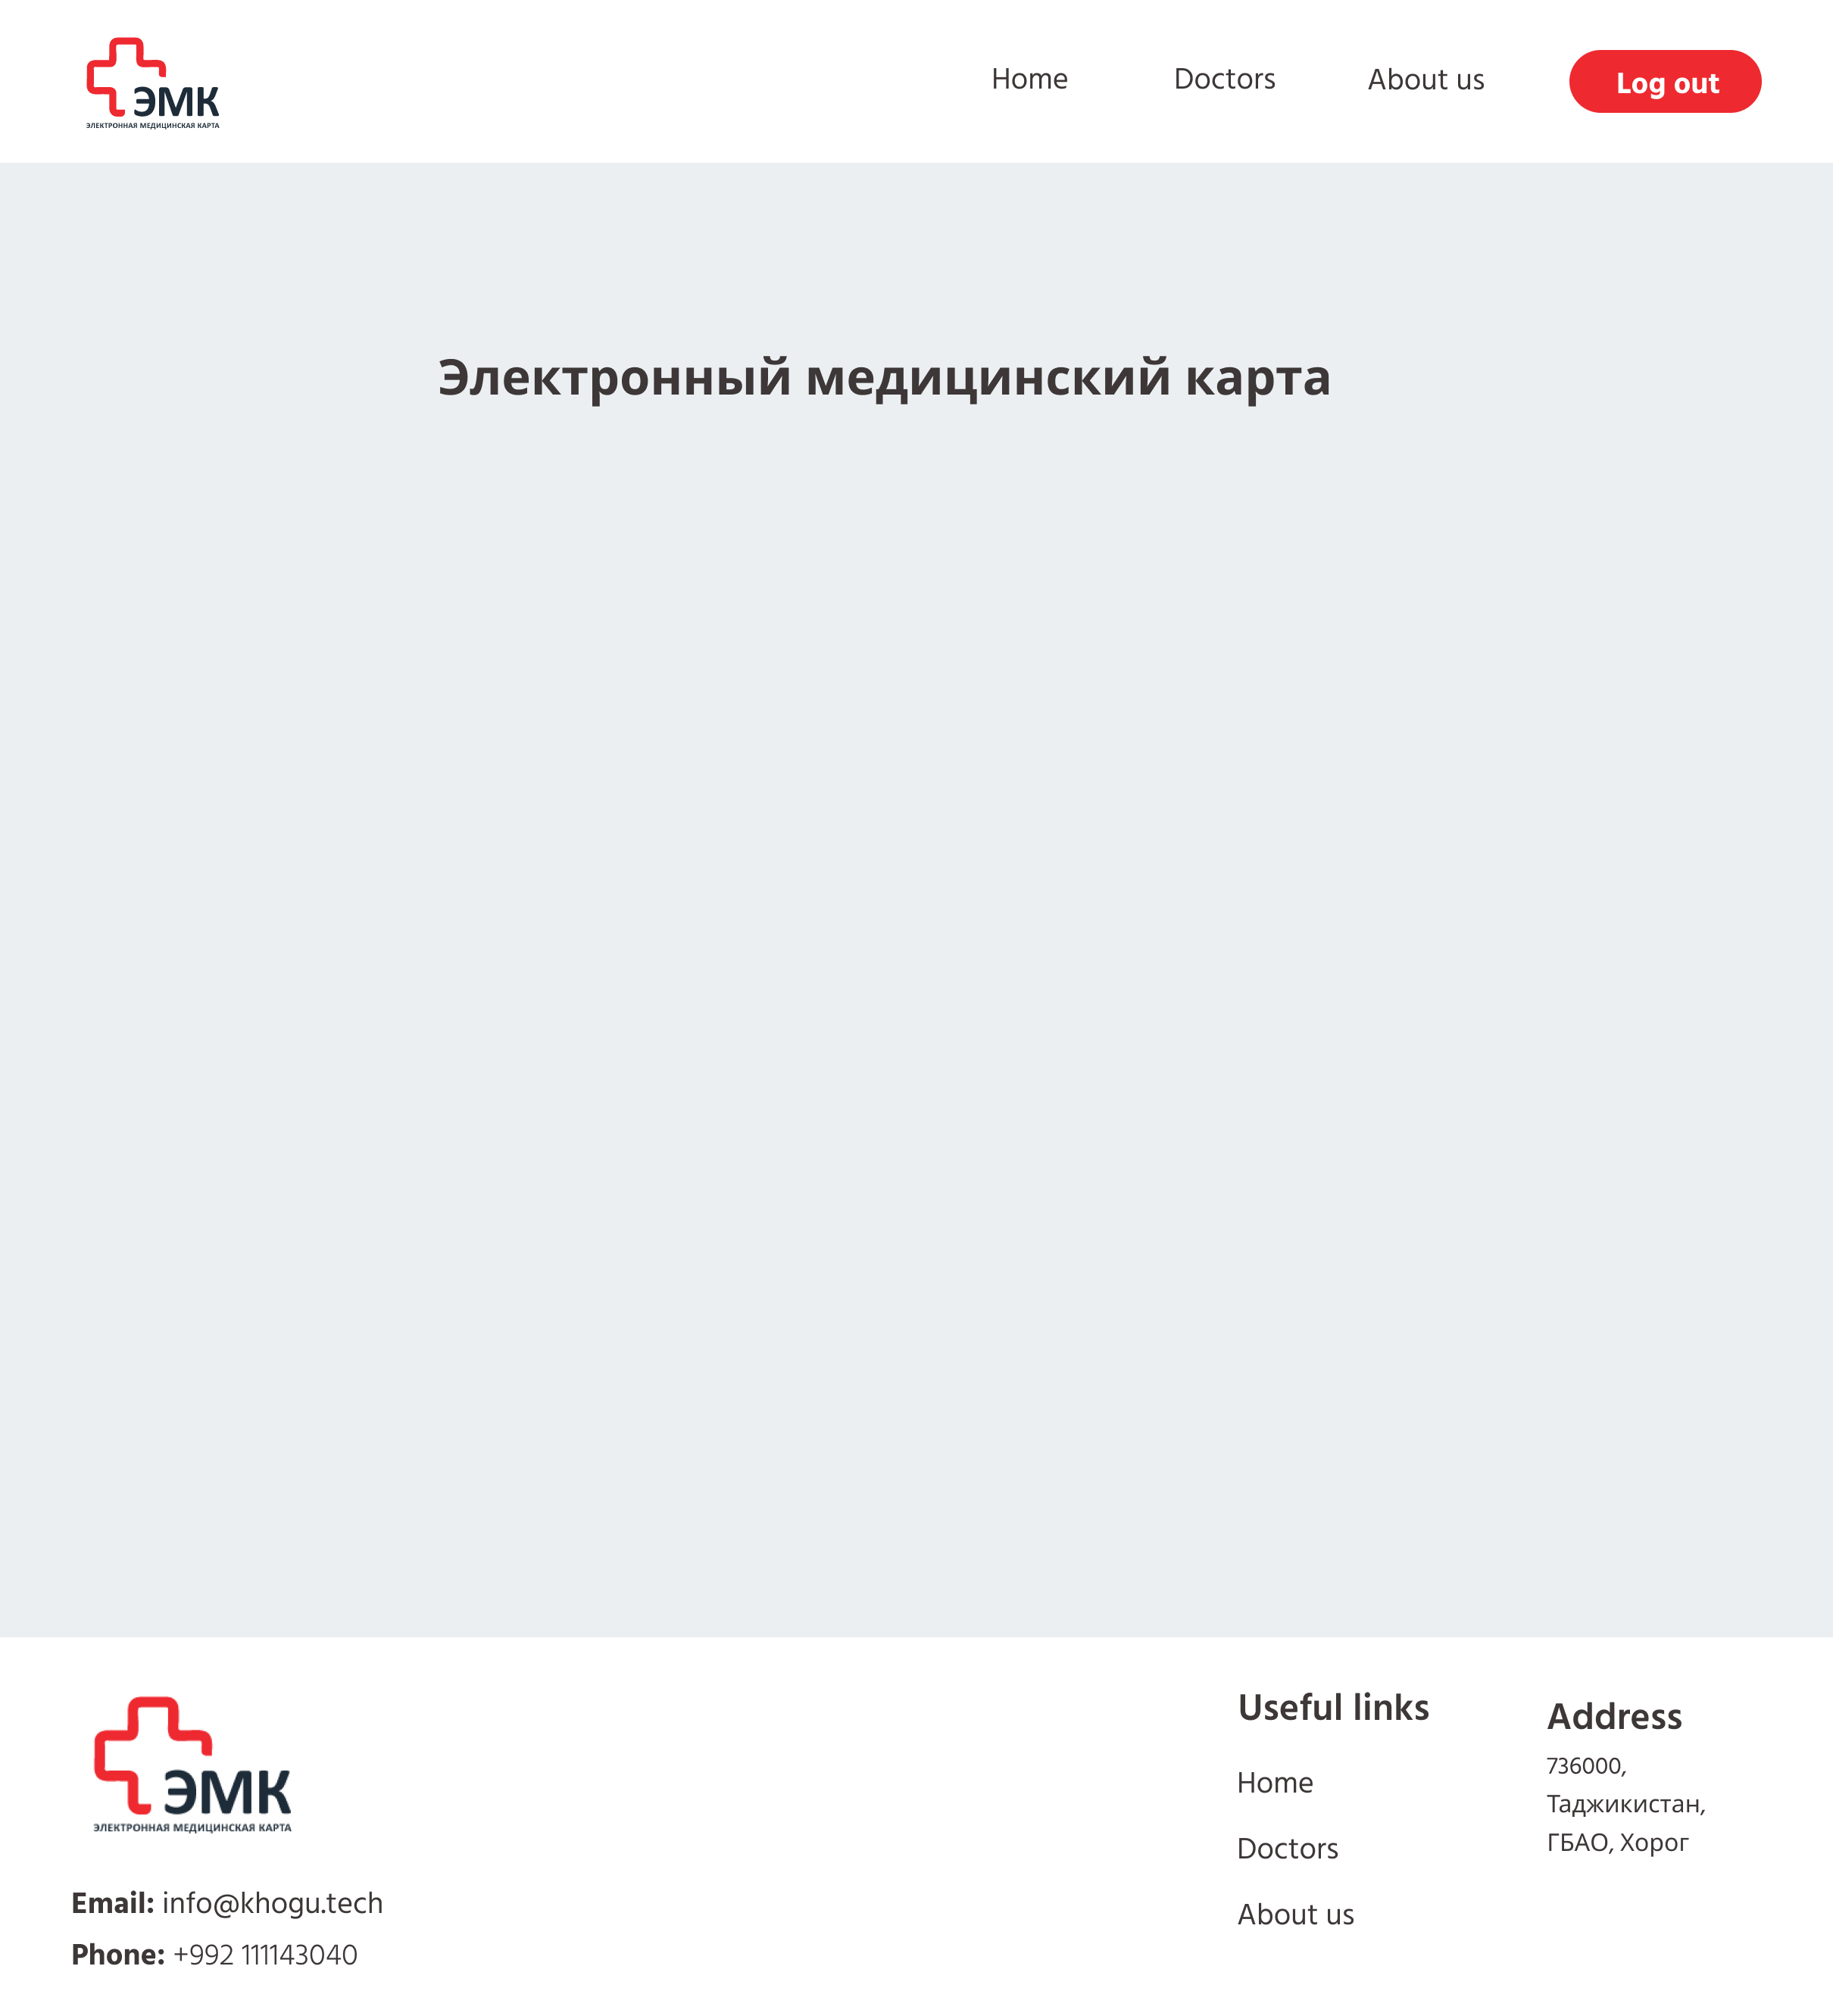 ЭМК
ЭЛЕКТРОННАЯ МЕДИЦИНСКАЯ КАРТА
Home
Doctors
About us
Log out
Электронный медицинский карта
ЭМК
ЭЛЕКТРОННАЯ МЕДИЦИНСКАЯ КАРТА
Email: info@khogu.tech
Phone: +992 111143040
Useful links
Home
Doctors
About us
Address
736000,
Таджикистан,
ГБАО, Хорог